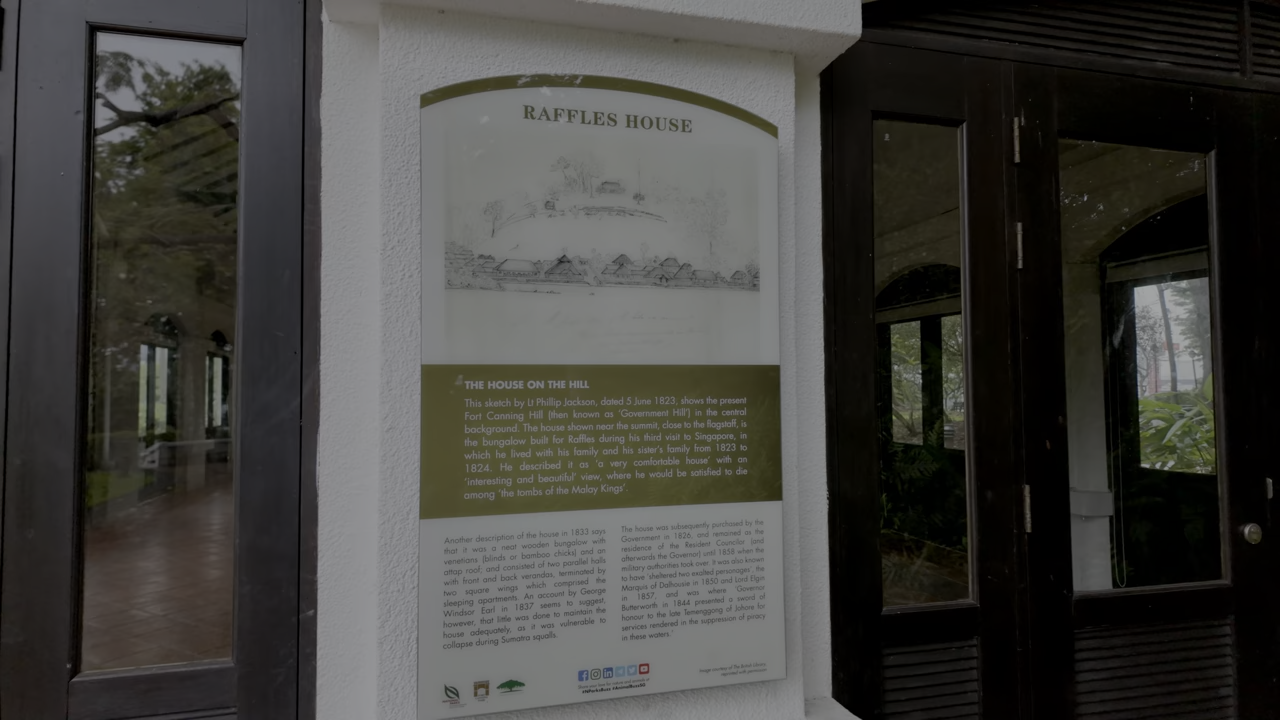 RAFFLES HOUSE
THE HOUSE ON THE HILL
This sketch by Lt Phillip Jackson, dated 5 June 1823, shows the present
Fort Canning Hill (then known as 'Government Hill') in the central
background. The house shown near the summit, close to the flagstaff, is
the bungalow built for Raffles during his third visit to Singapore, in
which he lived with his family and his sister's family from 1823 to
1824. He described it as 'a very comfortable house' with an
'interesting and beautiful' view, where he would be satisfied to die
among 'the tombs of the Malay Kings'.
Another description of the house in 1833 says
that it was a neat wooden bungalow with
venetians (blinds or bamboo chicks) and an
attap roof; and consisted of two parallel halls
with front and back verandas, terminated by
two square wings which comprised the
sleeping apartments. An account by George
Windsor Earl in 1837 seems to suggest,
however, that little was done to maintain the
house adequately, as it was vulnerable to
collapse during Sumatra squalls.
The house was subsequently purchased by the
Government in 1826, and remained as the
residence of the Resident Councilor (and
afterwards the Governor) until 1858 when the
military authorities took over. It was also known
to have 'sheltered two exalted personages', the
Marquis of Dalhousie in 1850 and Lord Elgin
in 1857, and was where 'Governor
Butterworth in 1844 presented a sword of
honour to the late Temenggong of Johore for
services rendered in the suppression of piracy
in these waters.'
Image courtesy of The British Library,